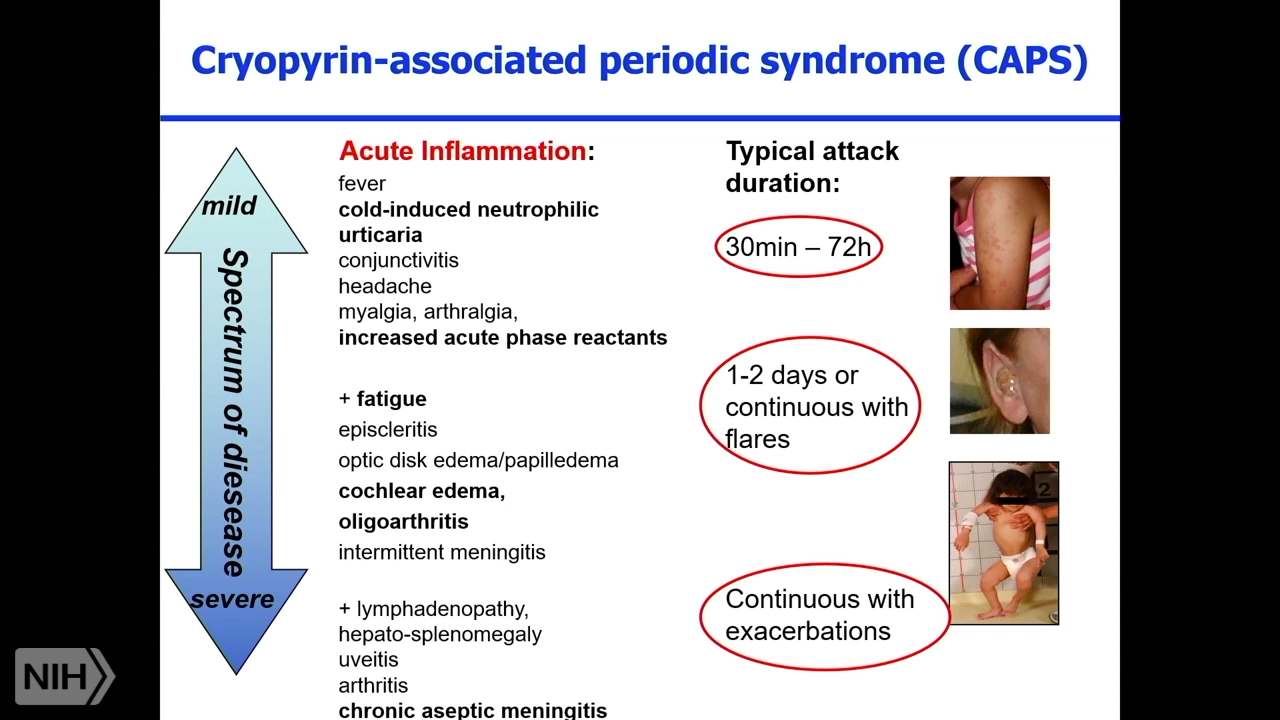 Cryopyrin-associated periodic syndrome (CAPS)
mild
Spectrum of diesease
severe
Acute Inflammation:
fever
cold-induced neutrophilic
urticaria
conjunctivitis
headache
myalgia, arthralgia,
increased acute phase reactants
+ fatigue
episcleritis
optic disk edema/papilledema
cochlear edema,
oligoarthritis
intermittent meningitis
+ lymphadenopathy,
hepato-splenomegaly
uveitis
arthritis
chronic aseptic meningitis
Typical attack
duration:
30min – 72h
1-2 days or
continuous with
flares
Continuous with
exacerbations
2
NIH